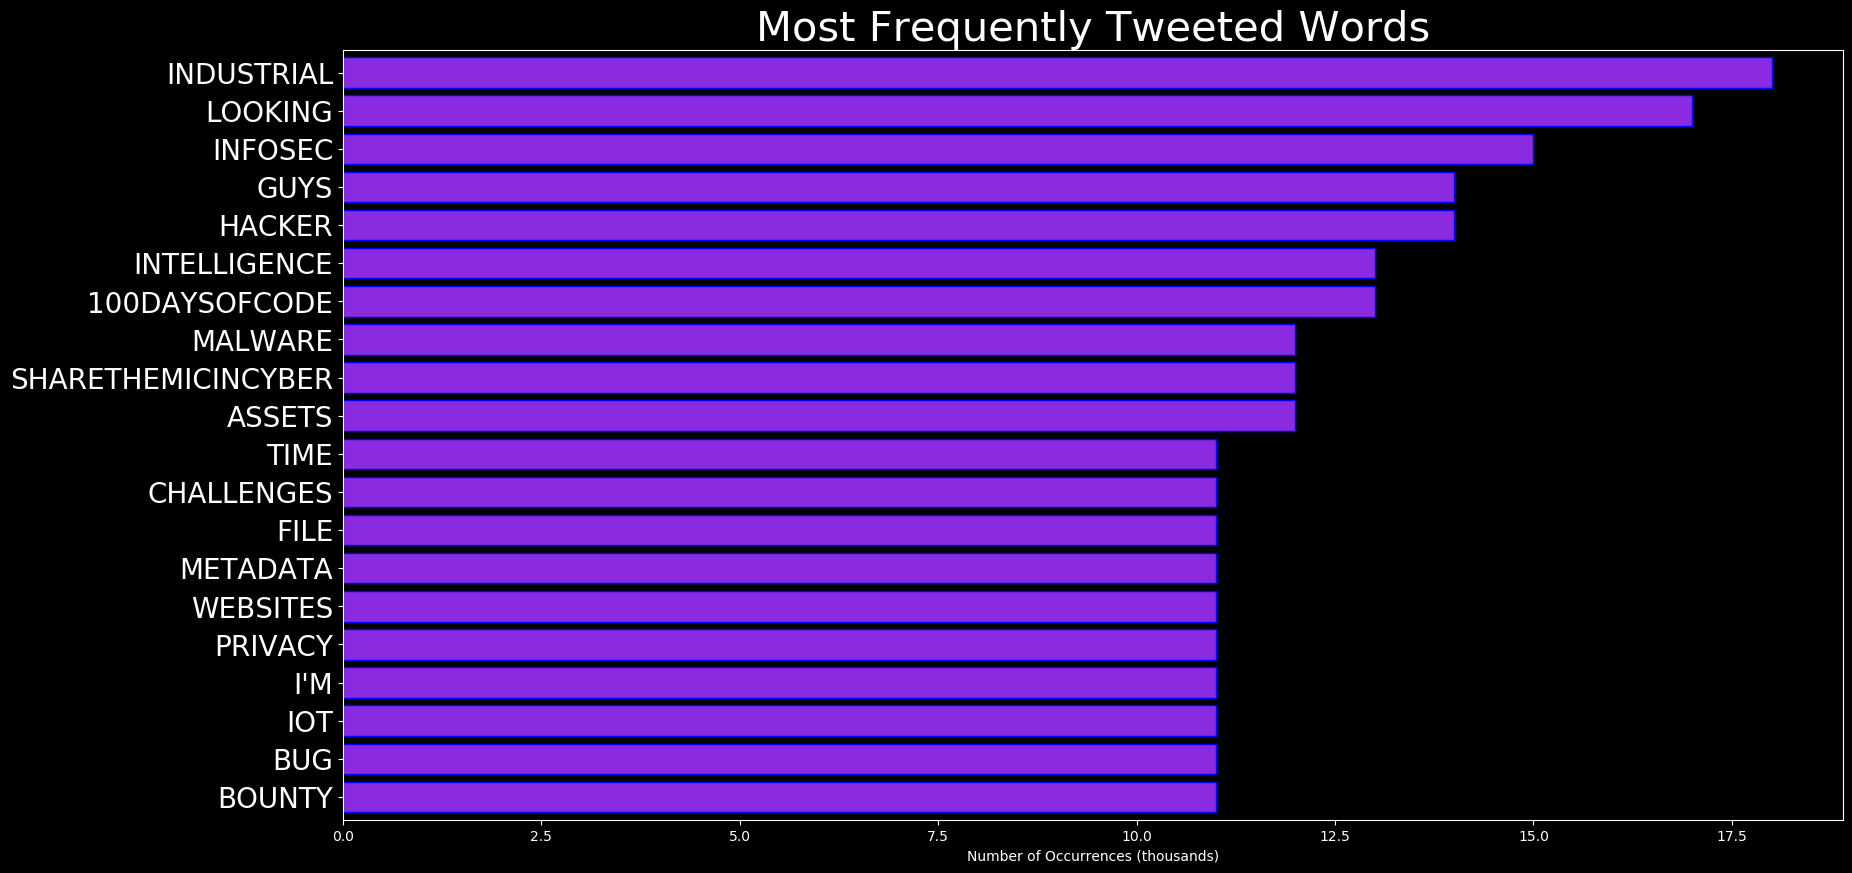 Most Frequently Tweeted Words
INDUSTRIAL
LOOKING
INFOSEC
GUYS
HACKER
INTELLIGENCE
100DAYSOFCODE
MALWARE
SHARETHEMICINCYBER
ASSETS
TIME
CHALLENGES
FILE
METADATA
WEBSITES
PRIVACY
I'M
IOT
BUG
BOUNTY
0.0 2.5 5.0 7.5 10.0 12.5 15.0 17.5
Number of Occurrences (thousands)